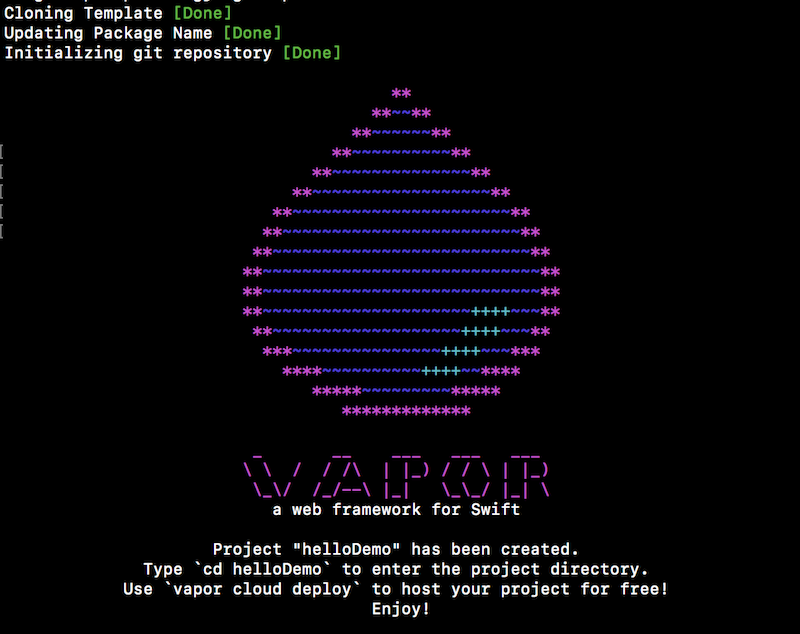 Cloning Template [Done]
Updating Package Name [Done]
Initializing git repository [Done]
VAPOR
a web framework for Swift
Project "helloDemo" has been created.
Type `cd helloDemo` to enter the project directory.
Use `vapor cloud deploy` to host your project for free!
Enjoy!